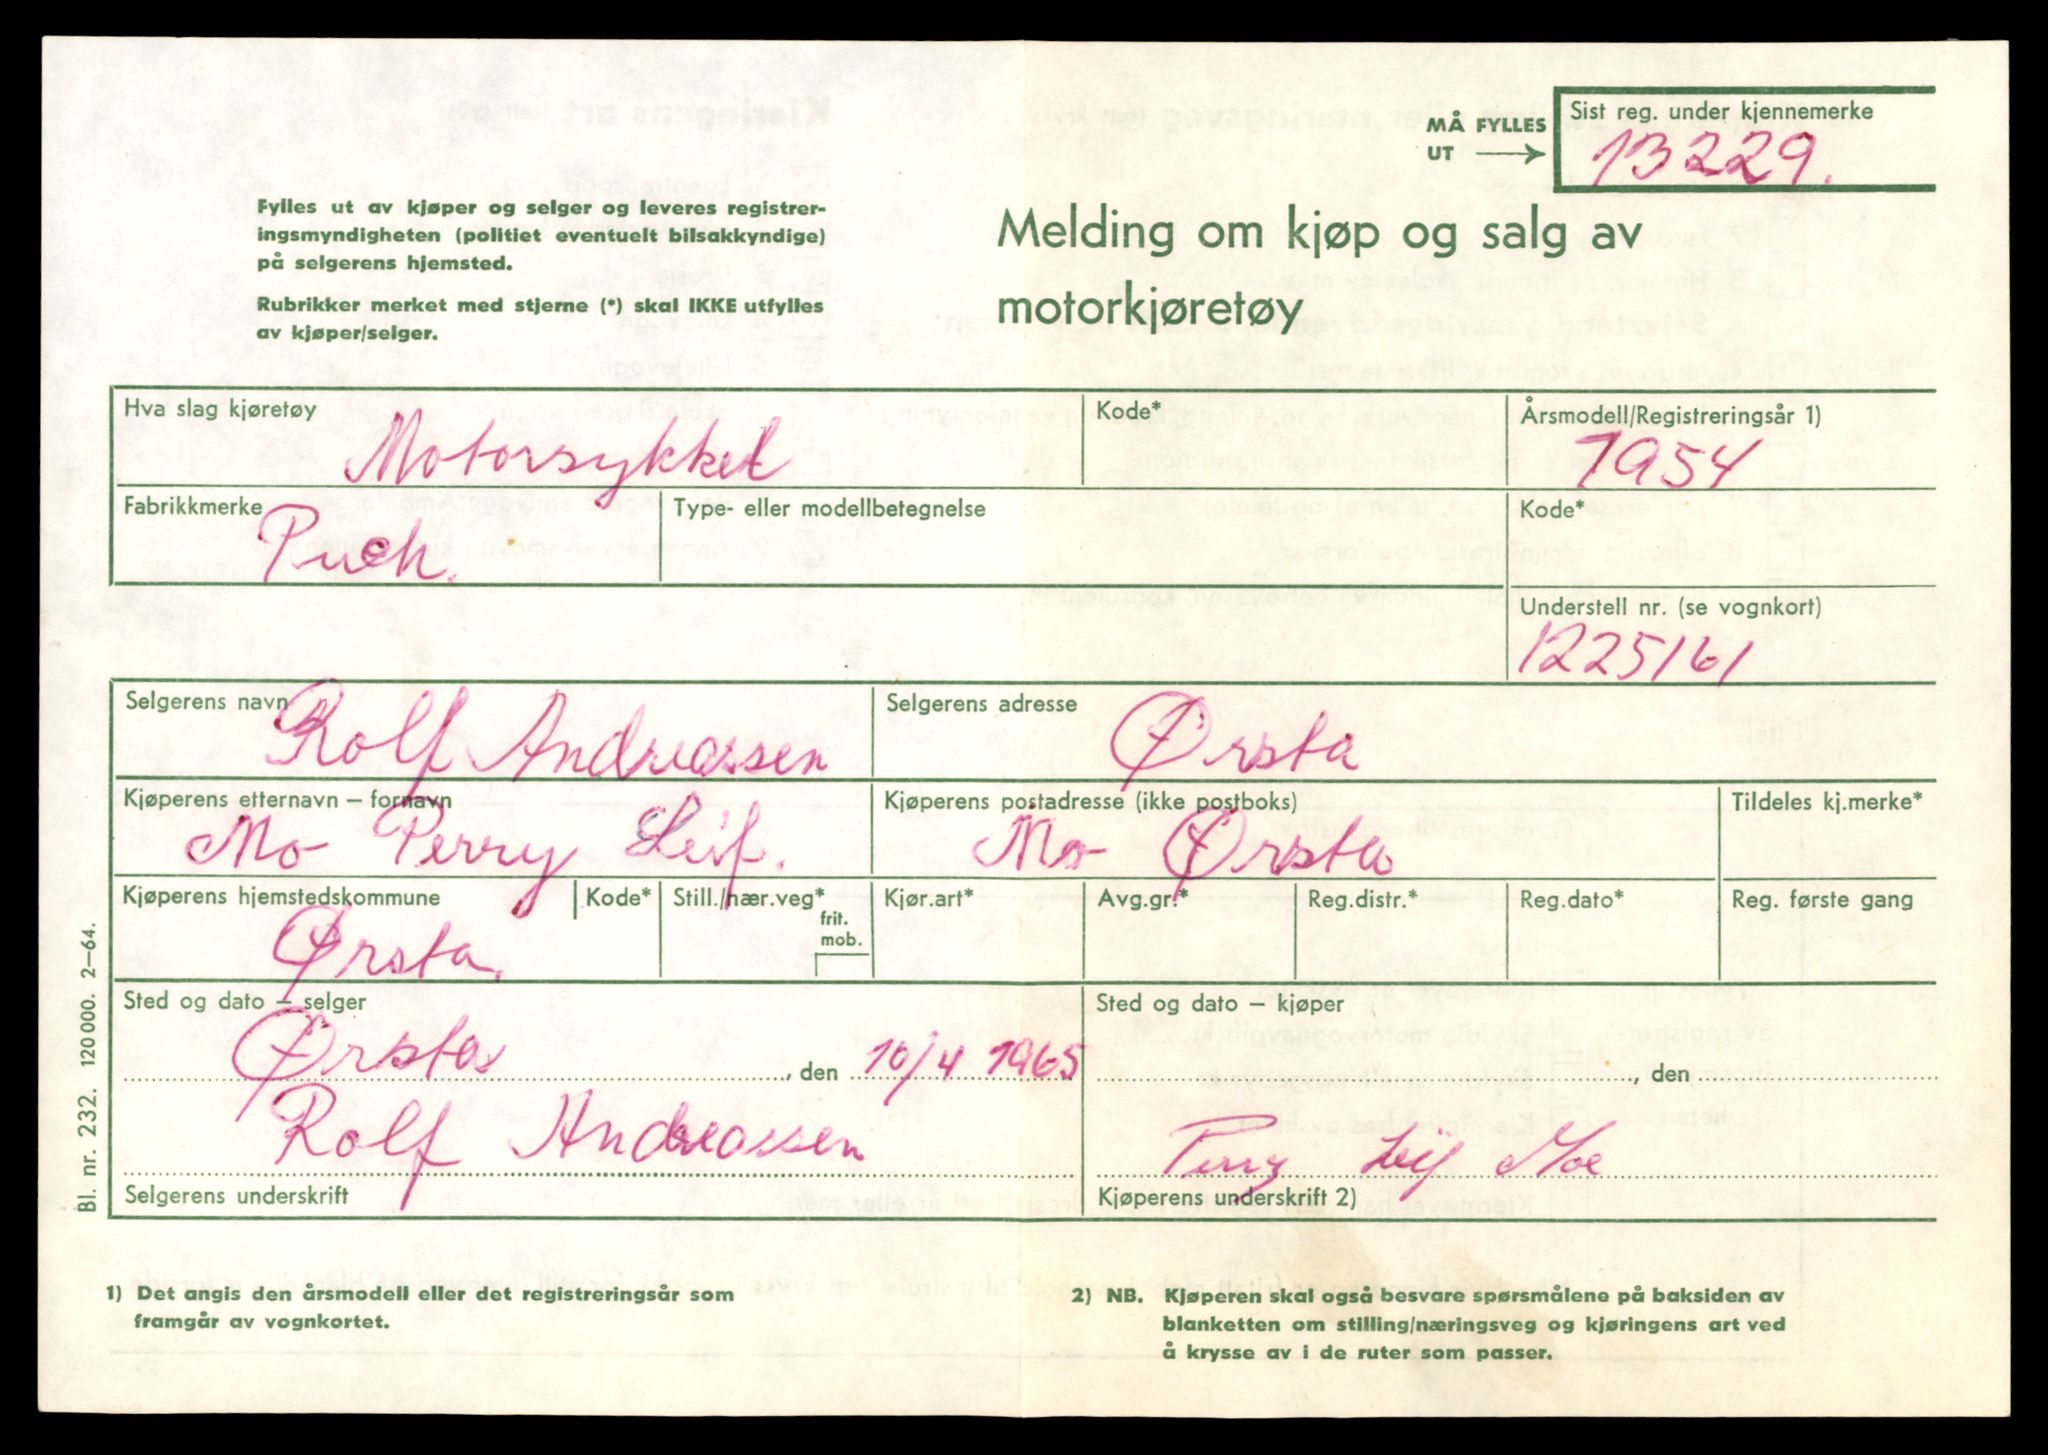 MÅ FYLLES
UT
Sist reg. under kjennemerke
13229.
Fylles ut av kjøper og selger og leveres registrer-
ingsmyndigheten (politiet eventuelt bilsakkyndige)
på selgerens hjemsted.
Rubrikker merket med stjerne (*) skal IKKE utfylles
av kjøper/selger.
Melding om kjøp og salg av
motorkjøretøy
Hva slag kjøretøy
Motorsykkel
Kode*
Årsmodell/Registreringsår 1)
1954
Fabrikkmerke
Puch.
Type- eller modellbetegnelse
Kode*
Understell nr. (se vognkort)
1225161
Selgerens navn
Rolf Andreassen
Selgerens adresse
Ørsta
Kjøperens etternavn – fornavn
Mo Perry Leif.
Kjøperens postadresse (ikke postboks)
Mo Ørsta
Tildeles kj.merke*
Kjøperens hjemstedskommune
Ørsta.
Kode*
Still./nær.veg*
frit.
mob.
Kjør.art*
Avg.gr.*
Reg.distr.*
Reg.dato*
Reg. første gang
Sted og dato – selger
Ørsta, den 10/4 1965
Rolf Andreassen
Selgerens underskrift
Sted og dato – kjøper
, den
Perry Leif Moe
Kjøperens underskrift 2)
Bl. nr. 232. 120 000. 2–64.
1) Det angis den årsmodell eller det registreringsår som
framgår av vognkortet.
2) NB. Kjøperen skal også besvare spørsmålene på baksiden av
blanketten om stilling/næringsveg og kjøringens art ved
å krysse av i de ruter som passer.